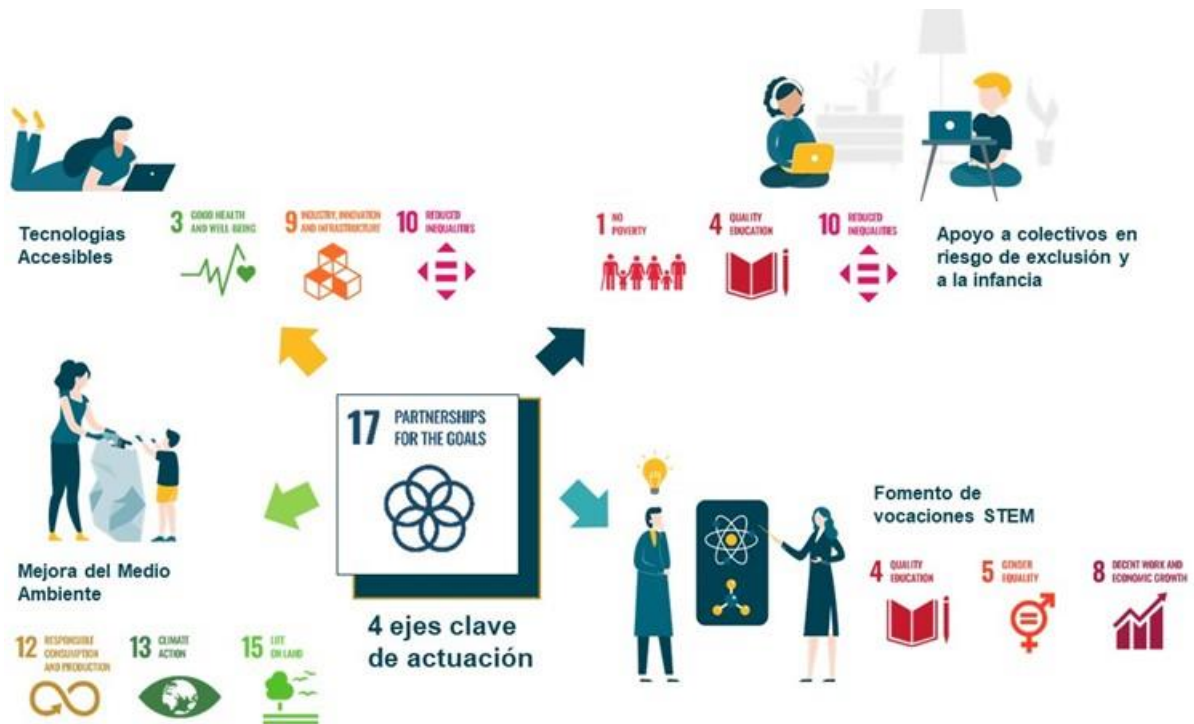 Tecnologias
Accesibles
3 GOOD HEALTH
AND WELL-BEING
9 INDUSTRY, INNOVATION
AND INFRASTRUCTURE
10 REDUCED
INEQUALITIES
1 NO
POVERTY
4 QUALITY
EDUCATION
10 REDUCED
INEQUALITIES
Apoyo a colectivos en
riesgo de exclusión y
a la infancia
17 PARTNERSHIPS
FOR THE GOALS
4 ejes clave
de actuación
Mejora del Medio
Ambiente
12 RESPONSIBLE
CONSUMPTION
AND PRODUCTION
13 CLIMATE
ACTION
15 LIFE
ON LAND
Fomento de
vocaciones STEM
4 QUALITY
EDUCATION
5 GENDER
EQUALITY
8 DECENT WORK AND
ECONOMIC GROWTH